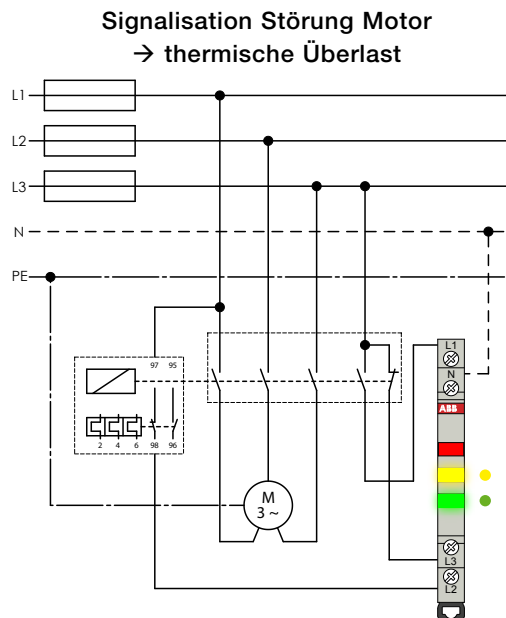 Signalisation Störung Motor
→ thermische Überlast
L1
L2
L3
N
PE
97 95
2 4 6 98 96
M
3 ~
L1
N
ABB
L3
L2